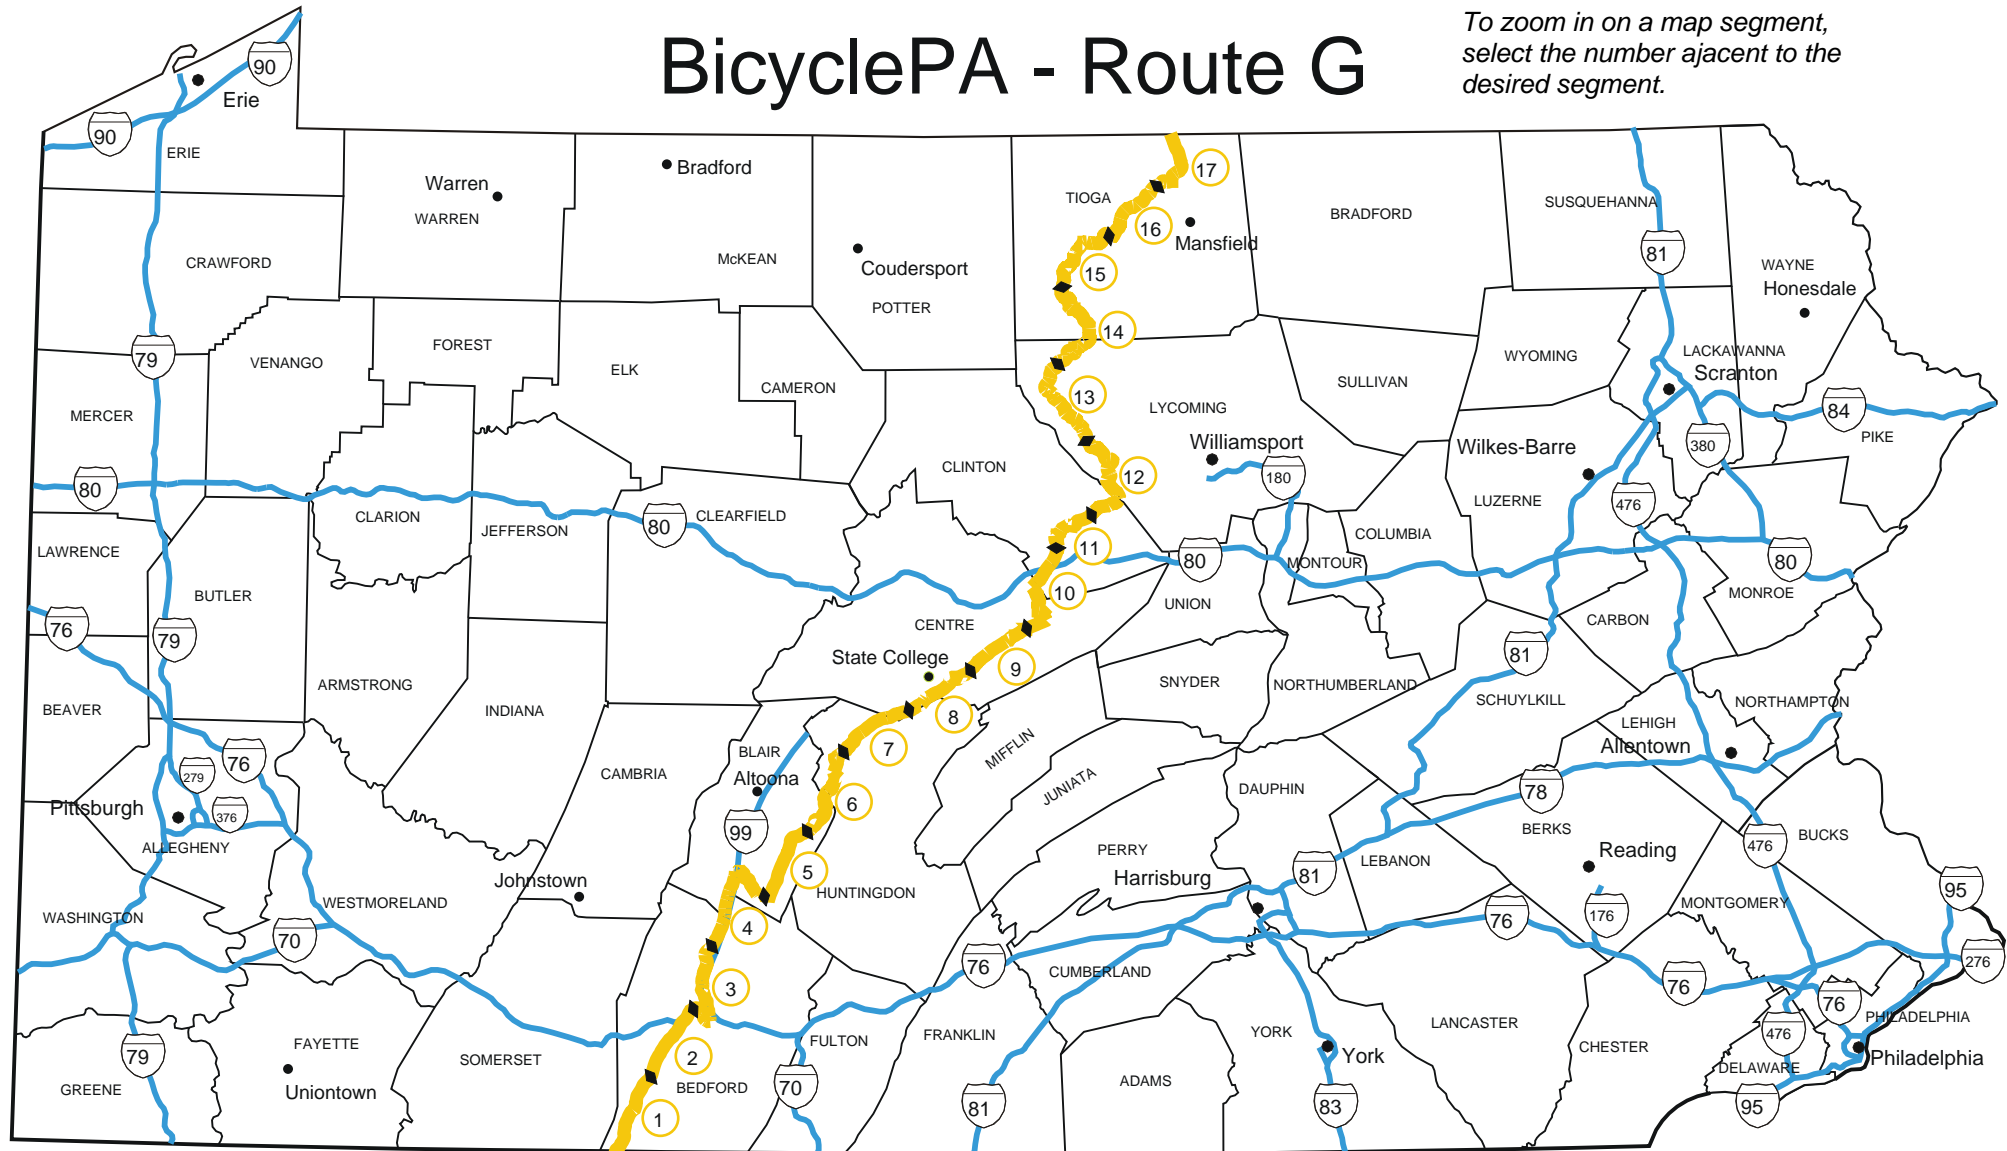 BicyclePA - Route G
To zoom in on a map segment,
select the number ajacent to the
desired segment.
90
Erie
90
ERIE
Bradford
17
Warren
WARREN
TIOGA
SUSQUEHANNA
BRADFORD
16
Mansfield
81
CRAWFORD
McKEAN
Coudersport
15
WAYNE
Honesdale
POTTER
14
79
VENANGO
FOREST
ELK
CAMERON
WYOMING
LACKAWANNA
Scranton
SULLIVAN
13
MERCER
LYCOMING
84
PIKE
Williamsport
Wilkes-Barre
380
CLINTON
12
180
80
LUZERNE
476
CLARION
JEFFERSON
80
CLEARFIELD
COLUMBIA
LAWRENCE
11
80
MONTOUR
80
BUTLER
10
UNION
MONROE
76
79
CENTRE
CARBON
State College
9
81
ARMSTRONG
SNYDER
NORTHUMBERLAND
BEAVER
INDIANA
8
SCHUYLKILL
NORTHAMPTON
LEHIGH
Allentown
7
MIFFLIN
BLAIR
Altoona
76
279
CAMBRIA
JUNIATA
DAUPHIN
78
Pittsburgh
376
6
99
BERKS
BUCKS
ALLEGHENY
476
PERRY
Harrisburg
LEBANON
Reading
5
81
Johnstown
HUNTINGDON
95
WASHINGTON
WESTMORELAND
4
76
176
MONTGOMERY
70
76
CUMBERLAND
276
3
76
76
PHILADELPHIA
FAYETTE
SOMERSET
2
FULTON
FRANKLIN
YORK
York
LANCASTER
CHESTER
476
Philadelphia
79
DELAWARE
GREENE
Uniontown
BEDFORD
70
ADAMS
1
81
83
95